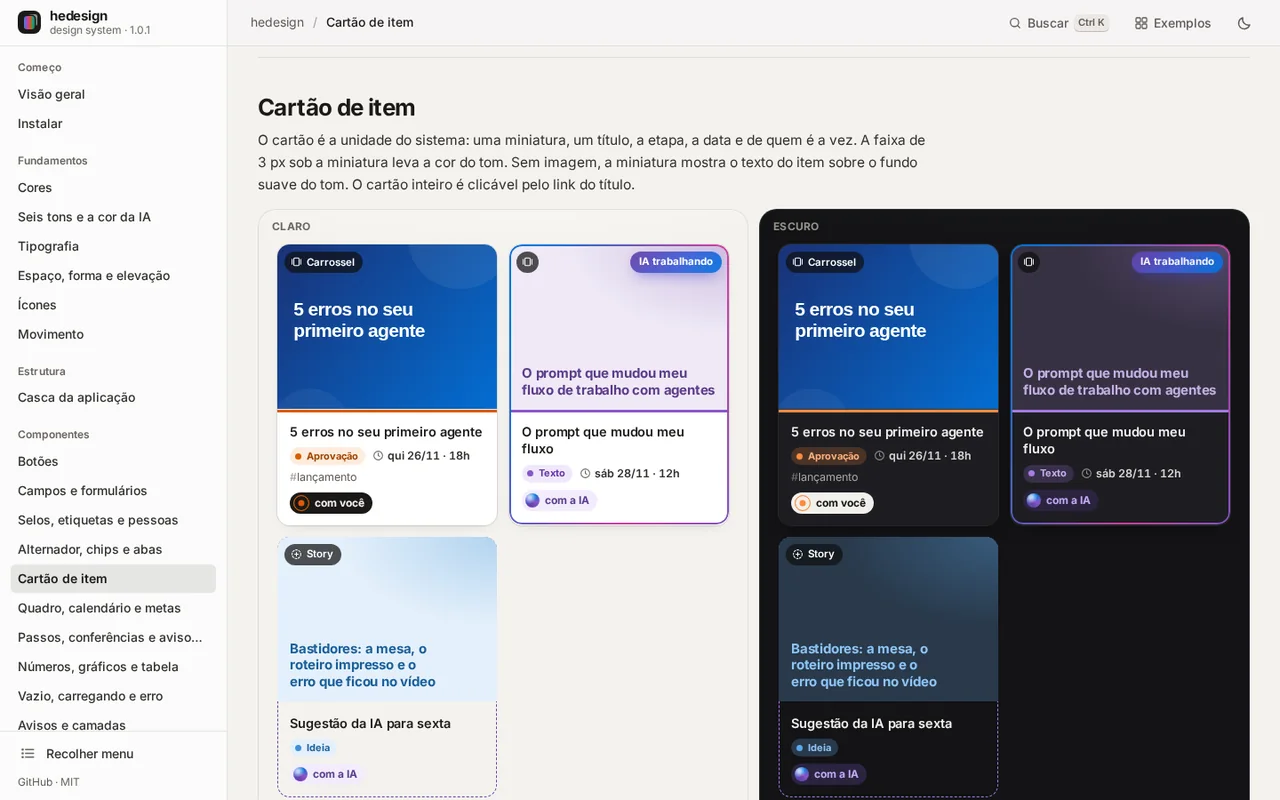 hedesign
design system · 1.0.1
hedesign / Cartão de item
Buscar Ctrl K
Exemplos
Começo
Visão geral
Instalar
Fundamentos
Cores
Seis tons e a cor da IA
Tipografia
Espaço, forma e elevação
Ícones
Movimento
Estrutura
Casca da aplicação
Componentes
Botões
Campos e formulários
Selos, etiquetas e pessoas
Alternador, chips e abas
Cartão de item
Quadro, calendário e metas
Passos, conferências e aviso...
Números, gráficos e tabela
Vazio, carregando e erro
Avisos e camadas
Recolher menu
GitHub · MIT
Cartão de item
O cartão é a unidade do sistema: uma miniatura, um título, a etapa, a data e de quem é a vez. A faixa de
3 px sob a miniatura leva a cor do tom. Sem imagem, a miniatura mostra o texto do item sobre o fundo
suave do tom. O cartão inteiro é clicável pelo link do título.
CLARO
Carrossel
5 erros no seu
primeiro agente
5 erros no seu primeiro agente
Aprovação qui 26/11 · 18h
#lançamento
com você
IA trabalhando
O prompt que mudou meu
fluxo de trabalho com agentes
O prompt que mudou meu
fluxo
Texto sáb 28/11 · 12h
com a IA
Story
Bastidores: a mesa, o
roteiro impresso e o
erro que ficou no vídeo
Sugestão da IA para sexta
Ideia
com a IA
ESCURO
Carrossel
5 erros no seu
primeiro agente
5 erros no seu primeiro agente
Aprovação qui 26/11 · 18h
#lançamento
com você
IA trabalhando
O prompt que mudou meu
fluxo de trabalho com agentes
O prompt que mudou meu
fluxo
Texto sáb 28/11 · 12h
com a IA
Story
Bastidores: a mesa, o
roteiro impresso e o
erro que ficou no vídeo
Sugestão da IA para sexta
Ideia
com a IA